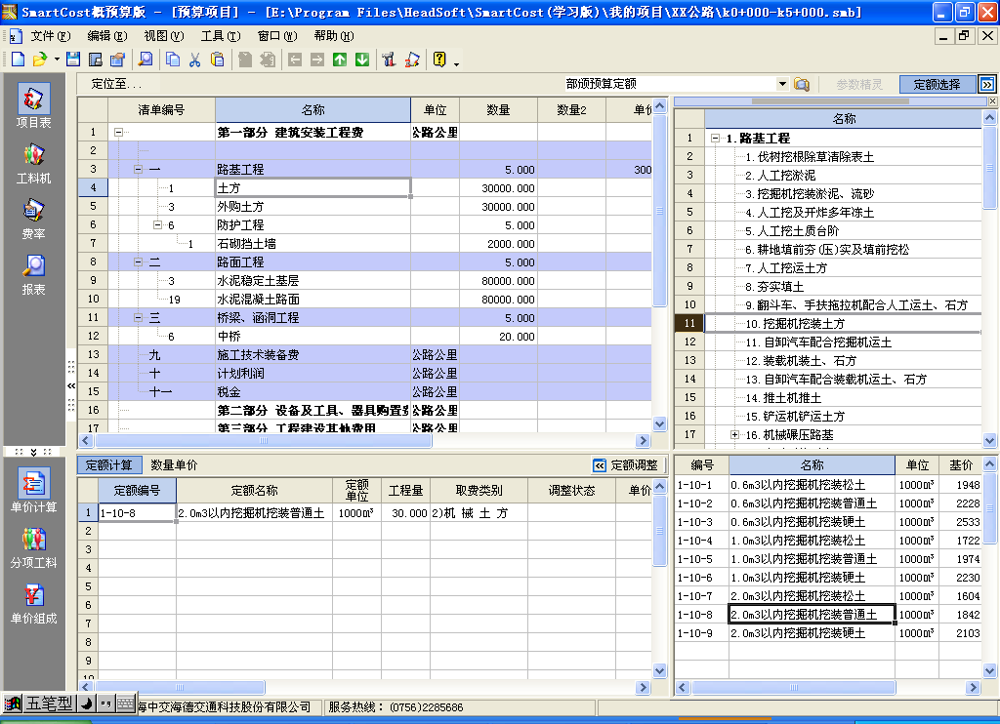 SmartCost概预算版 - [预算项目] - [E:\Program Files\HeadSoft\SmartCost(学习版)\我的项目\XX公路\k0+000-k5+000.smb]
文件(F) 编辑(E) 视图(V) 工具(T) 窗口(W) 帮助(H)
定位至... 部颁预算定额 参数精灵 定额选择
项目表
工料机
费率
报表
清单编号 名称 单位 数量 数量2 单价
1 第一部分 建筑安装工程费 公路公里
2
3 一 路基工程 5.000 300
4 1 土方 30000.000
5 3 外购土方 30000.000
6 6 防护工程 5.000
7 1 石砌挡土墙 2000.000
8 二 路面工程 5.000
9 3 水泥稳定土基层 80000.000
10 19 水泥混凝土路面 80000.000
11 三 桥梁、涵洞工程 5.000
12 6 中桥 20.000
13 九 施工技术装备费 公路公里
14 十 计划利润 公路公里
15 十一 税金 公路公里
16 第二部分 设备及工具、器具购置费 公路公里
17 第三部分 工程建设其他费用 公路公里
名称
1 1.路基工程
2 1.伐树挖根除草清除表土
3 2.人工挖淤泥
4 3.挖掘机挖装淤泥、流砂
5 4.人工挖及开炸多年冻土
6 5.人工挖土质台阶
7 6.耕地填前夯(压)实及填前挖松
8 7.人工挖运土方
9 8.夯实填土
10 9.翻斗车、手扶拖拉机配合人工运土、石方
11 10.挖掘机挖装土方
12 11.自卸汽车配合挖掘机运土
13 12.装载机装土、石方
14 13.自卸汽车配合装载机运土、石方
15 14.推土机推土
16 15.铲运机铲运土方
17 16.机械碾压路基
单价计算
分项工料
单价组成
定额计算 数量单价 定额调整
定额编号 定额名称 定额单位 工程量 取费类别 调整状态 单价
1 1-10-8 2.0m3以内挖掘机挖装普通土 1000m³ 30.000 2)机 械 土 方
2
3
4
5
6
7
8
9
10
编号 名称 单位 基价
1-10-1 0.6m3以内挖掘机挖装松土 1000m³ 1948
1-10-2 0.6m3以内挖掘机挖装普通土 1000m³ 2228
1-10-3 0.6m3以内挖掘机挖装硬土 1000m³ 2533
1-10-4 1.0m3以内挖掘机挖装松土 1000m³ 1722
1-10-5 1.0m3以内挖掘机挖装普通土 1000m³ 1974
1-10-6 1.0m3以内挖掘机挖装硬土 1000m³ 2230
1-10-7 2.0m3以内挖掘机挖装松土 1000m³ 1604
1-10-8 2.0m3以内挖掘机挖装普通土 1000m³ 1842
1-10-9 2.0m3以内挖掘机挖装硬土 1000m³ 2103
五笔型 海中交海德交通科技股份有限公司 服务热线：(0756)2285686